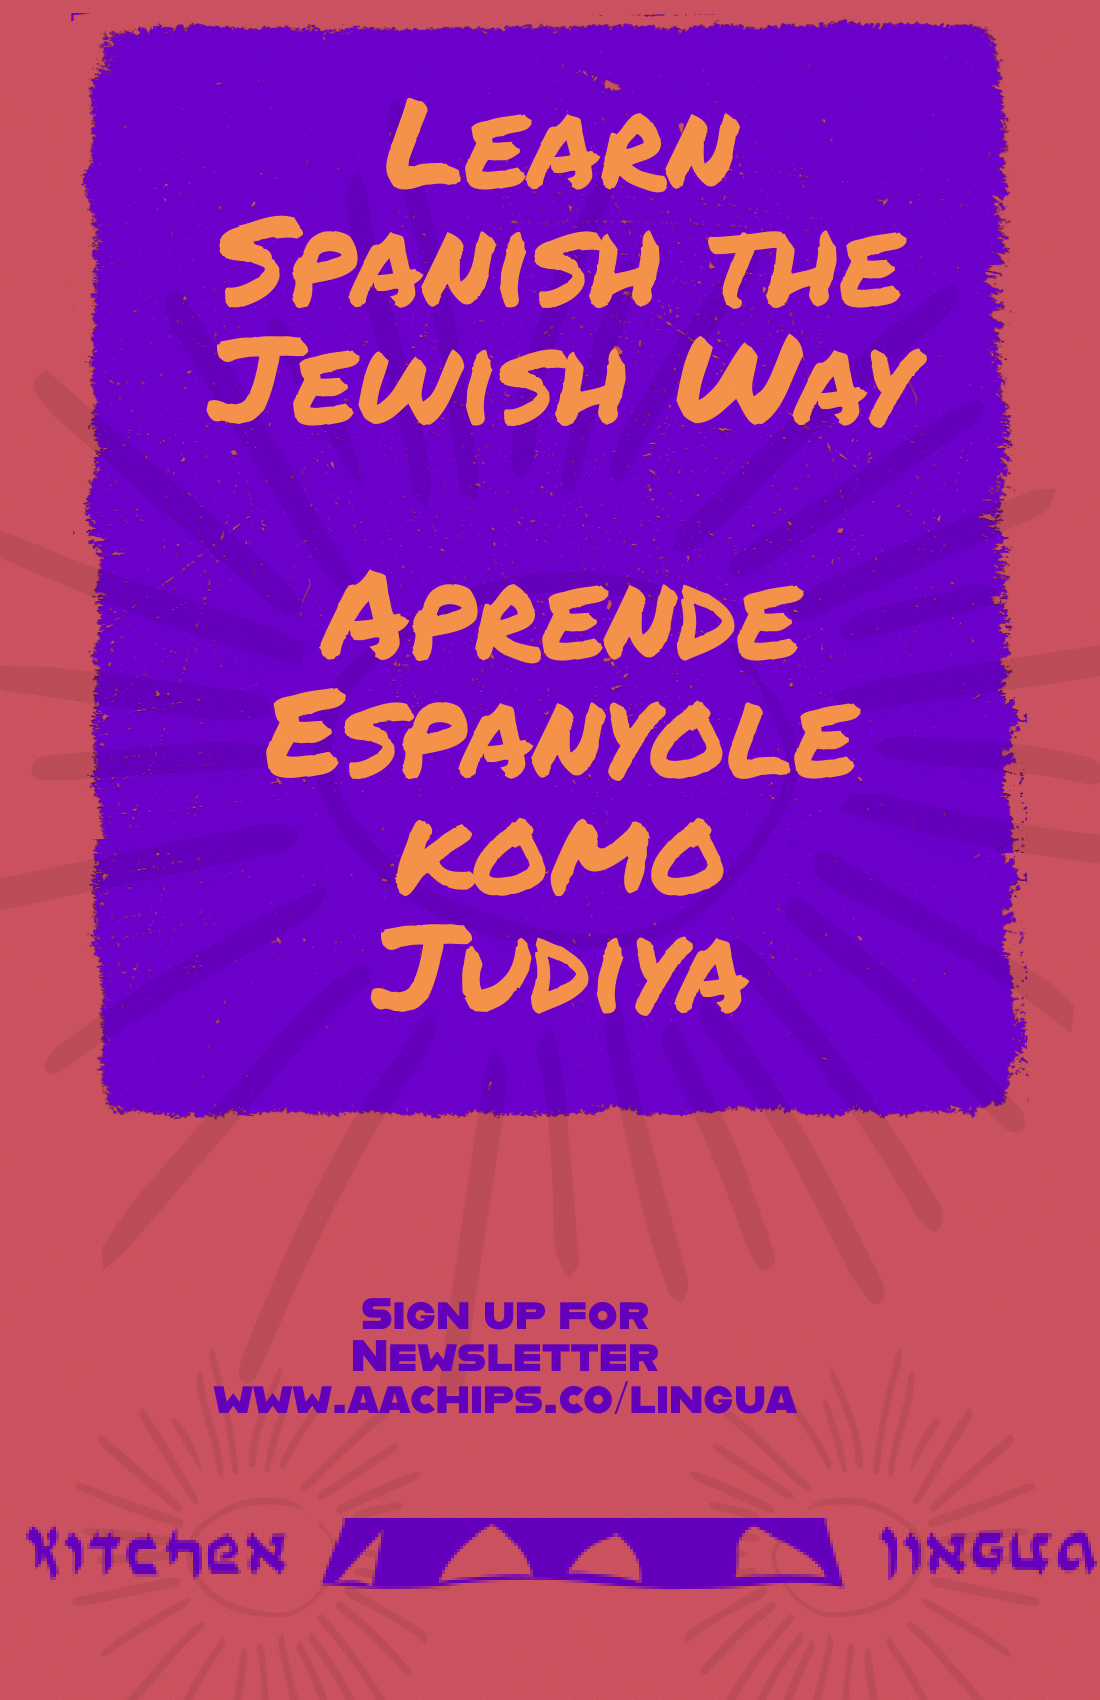 Learn
Spanish the
Jewish Way
Aprende
Espanyole
komo
Judiya
Sign up for
Newsletter
www.aachips.co/lingua
Kitchen Lingua